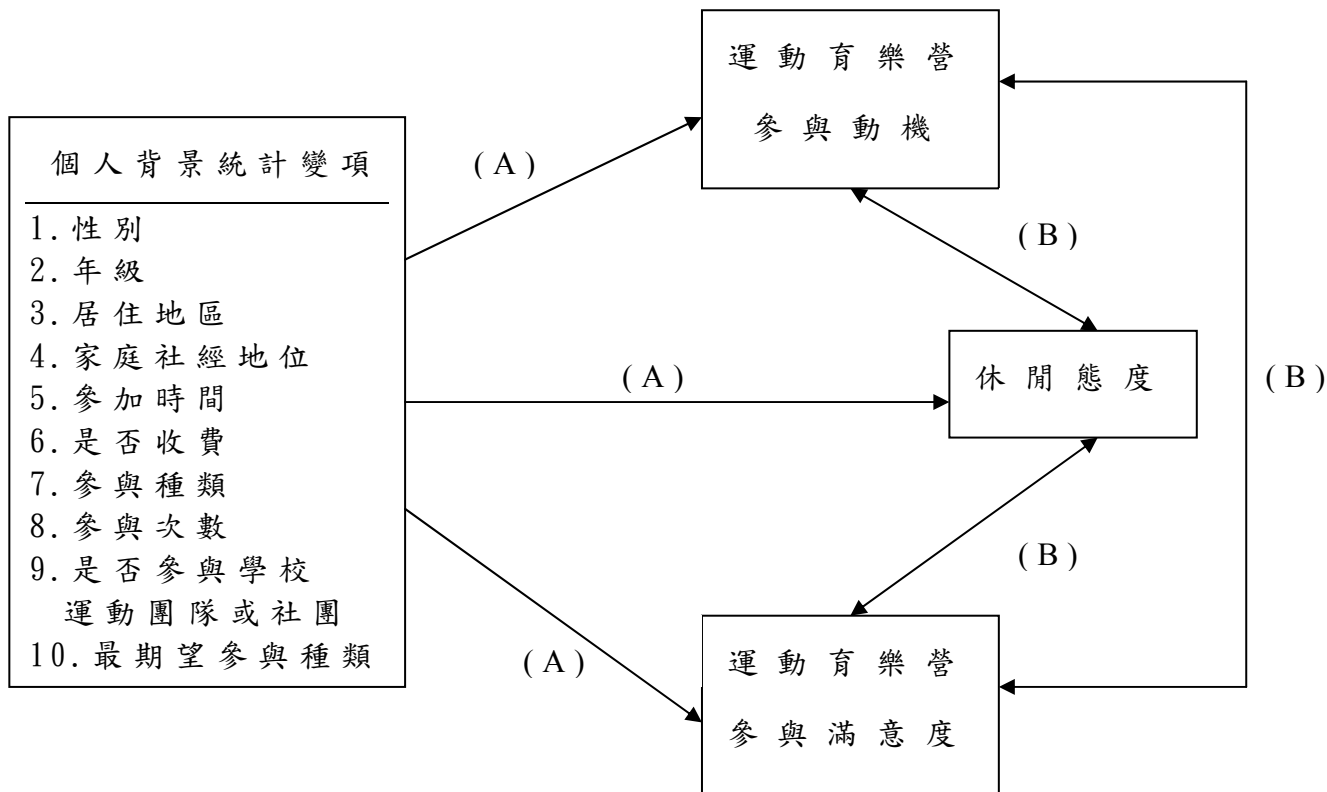 運動育樂營
參與動機
個人背景統計變項
(A)
1.性別
2.年級
3.居住地區
4.家庭社經地位
5.參加時間
6.是否收費
7.參與種類
8.參與次數
9.是否參與學校
運動團隊或社團
10.最期望參與種類
(B)
(A)
休閒態度
(B)
(B)
(A)
運動育樂營
參與滿意度